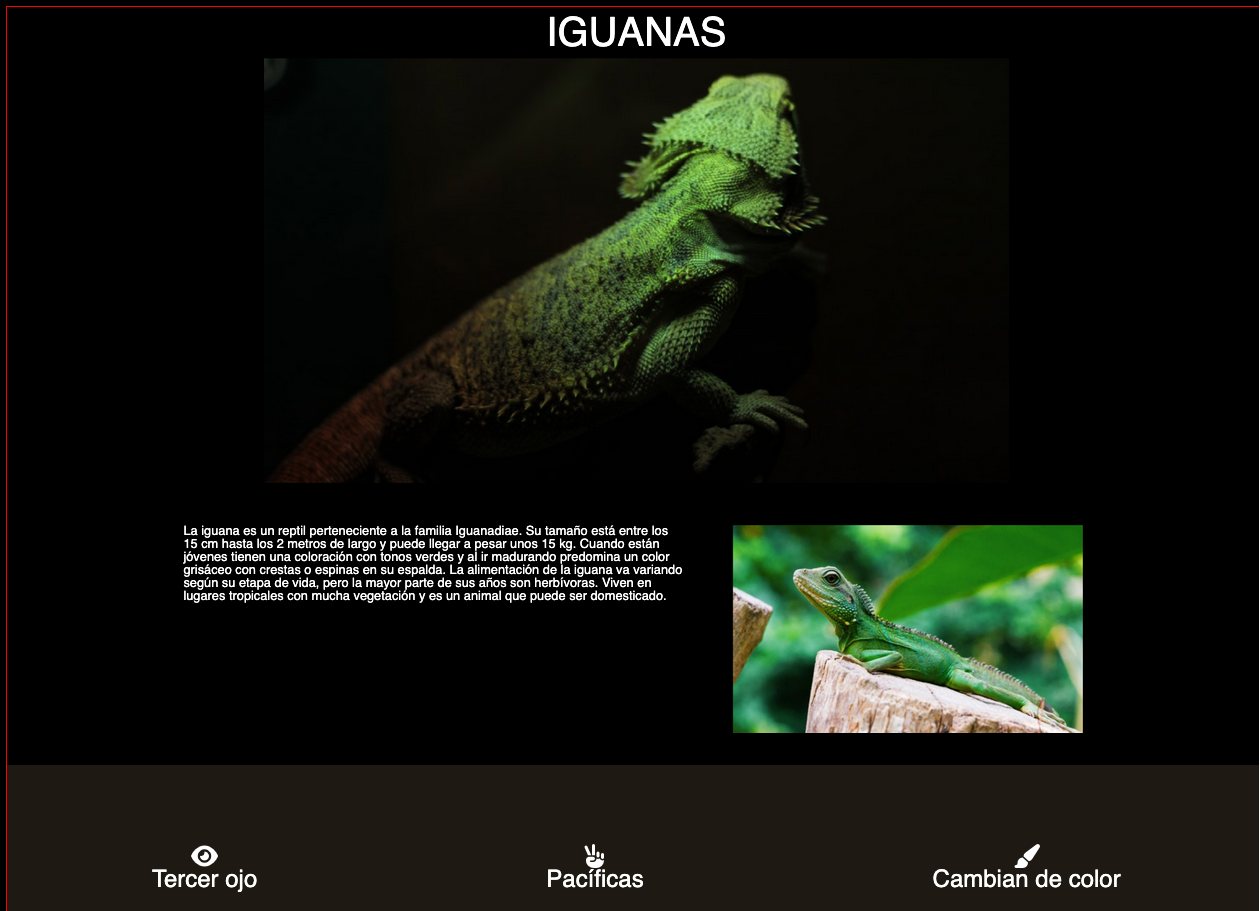 IGUANAS
La iguana es un reptil perteneciente a la familia Iguanadiae. Su tamaño está entre los
15 cm hasta los 2 metros de largo y puede llegar a pesar unos 15 kg. Cuando están
jóvenes tienen una coloración con tonos verdes y al ir madurando predomina un color
grisáceo con crestas o espinas en su espalda. La alimentación de la iguana va variando
según su etapa de vida, pero la mayor parte de sus años son herbívoras. Viven en
lugares tropicales con mucha vegetación y es un animal que puede ser domesticado.
Tercer ojo
Pacíficas
Cambian de color